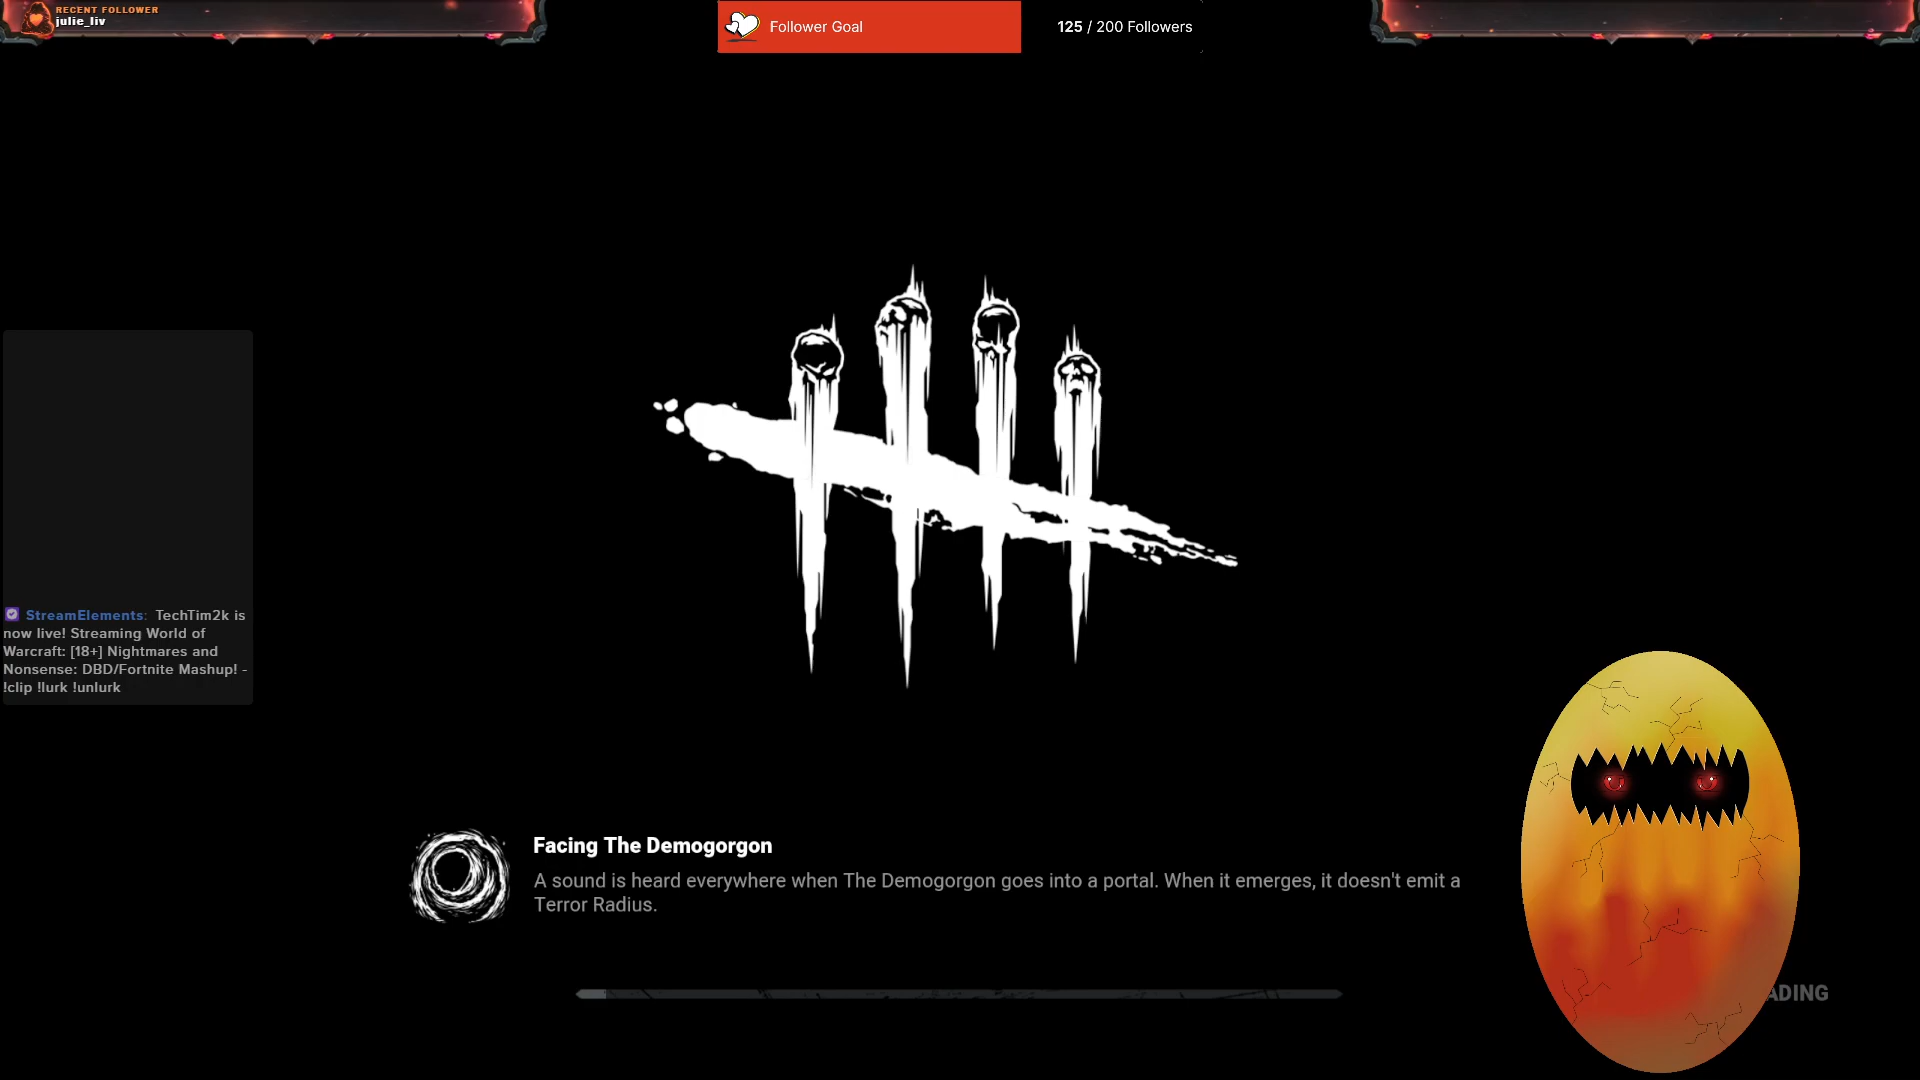 RECENT FOLLOWER
julie_liv
Follower Goal
125 / 200 Followers
StreamElements: TechTim2k is
now live! Streaming World of
Warcraft: [18+] Nightmares and
Nonsense: DBD/Fortnite Mashup! -
!clip !lurk !unlurk
Facing The Demogorgon
A sound is heard everywhere when The Demogorgon goes into a portal. When it emerges, it doesn't emit a
Terror Radius.
ADING